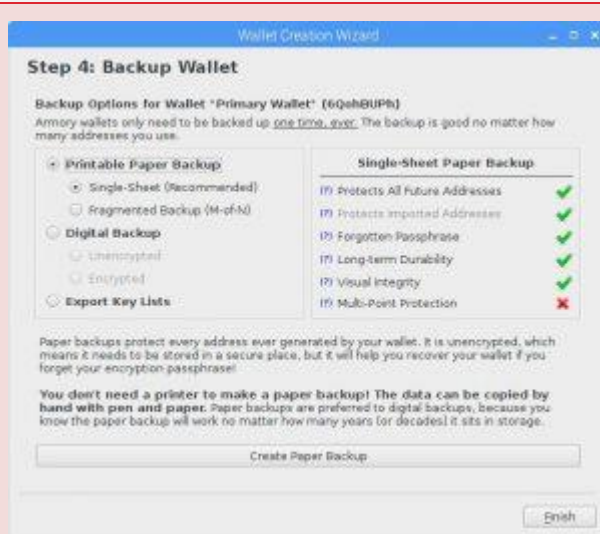 Wallet Creation Wizard
Step 4: Backup Wallet
Backup Options for Wallet "Primary Wallet" (6QohBUPh)
Armory wallets only need to be backed up one time, ever. The backup is good no matter how
many addresses you use.
Printable Paper Backup
Single-Sheet (Recommended)
Fragmented Backup (M-of-N)
Digital Backup
Unencrypted
Encrypted
Export Key Lists
Single-Sheet Paper Backup
(?) Protects All Future Addresses
(?) Protects Imported Addresses
(?) Forgotten Passphrase
(?) Long-term Durability
(?) Visual Integrity
(?) Multi-Point Protection
Paper backups protect every address ever generated by your wallet. It is unencrypted, which
means it needs to be stored in a secure place, but it will help you recover your wallet if you
forget your encryption passphrase!
You don't need a printer to make a paper backup! The data can be copied by
hand with pen and paper. Paper backups are preferred to digital backups, because you
know the paper backup will work no matter how many years (or decades) it sits in storage.
Create Paper Backup
Finish